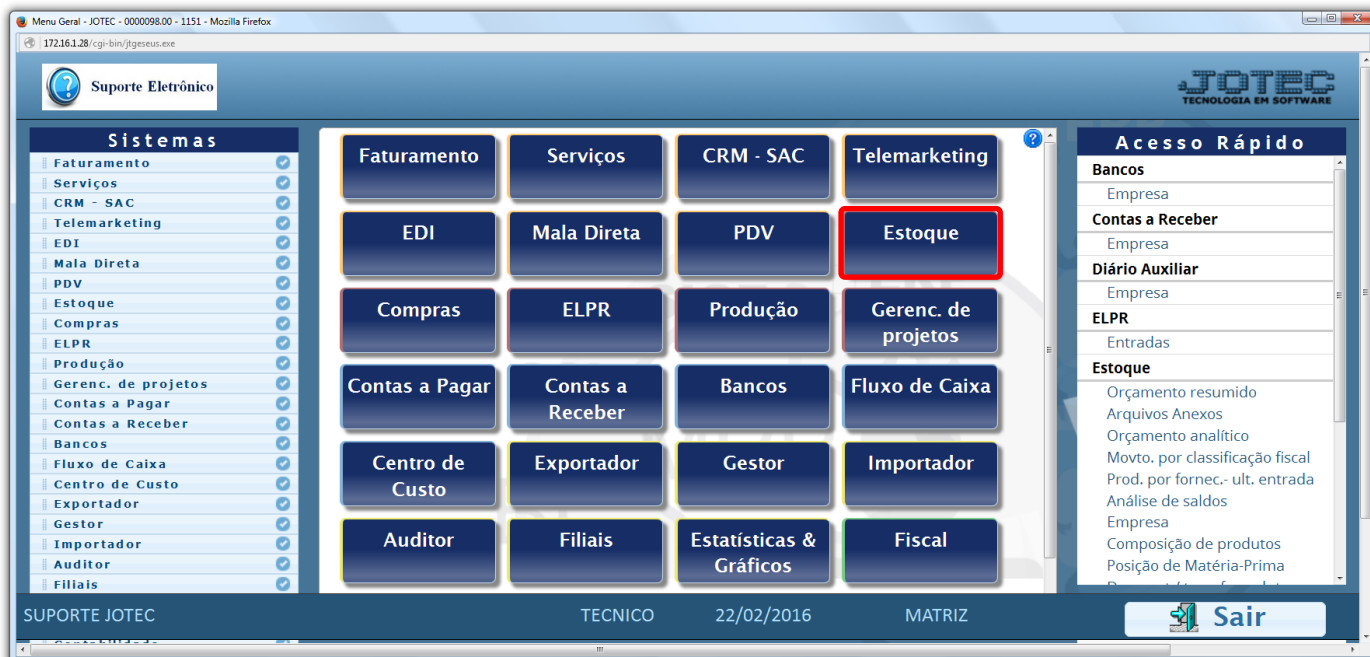 Menu Geral - JOTEC - 0000098.00 - 1151 - Mozilla Firefox
172.16.1.28/cgi-bin/jtgeseus.exe
Suporte Eletrônico
JOTEC
TECNOLOGIA EM SOFTWARE
Sistemas
Faturamento
Serviços
CRM - SAC
Telemarketing
EDI
Mala Direta
PDV
Estoque
Compras
ELPR
Produção
Gerenc. de projetos
Contas a Pagar
Contas a Receber
Bancos
Fluxo de Caixa
Centro de Custo
Exportador
Gestor
Importador
Auditor
Filiais
Contabilidade
Faturamento
Serviços
CRM - SAC
Telemarketing
EDI
Mala Direta
PDV
Estoque
Compras
ELPR
Produção
Gerenc. de
projetos
Contas a Pagar
Contas a
Receber
Bancos
Fluxo de Caixa
Centro de
Custo
Exportador
Gestor
Importador
Auditor
Filiais
Estatísticas &
Gráficos
Fiscal
Acesso Rápido
Bancos
Empresa
Contas a Receber
Empresa
Diário Auxiliar
Empresa
ELPR
Entradas
Estoque
Orçamento resumido
Arquivos Anexos
Orçamento analítico
Movto. por classificação fiscal
Prod. por fornec.- ult. entrada
Análise de saldos
Empresa
Composição de produtos
Posição de Matéria-Prima
SUPORTE JOTEC
TECNICO
22/02/2016
MATRIZ
Sair